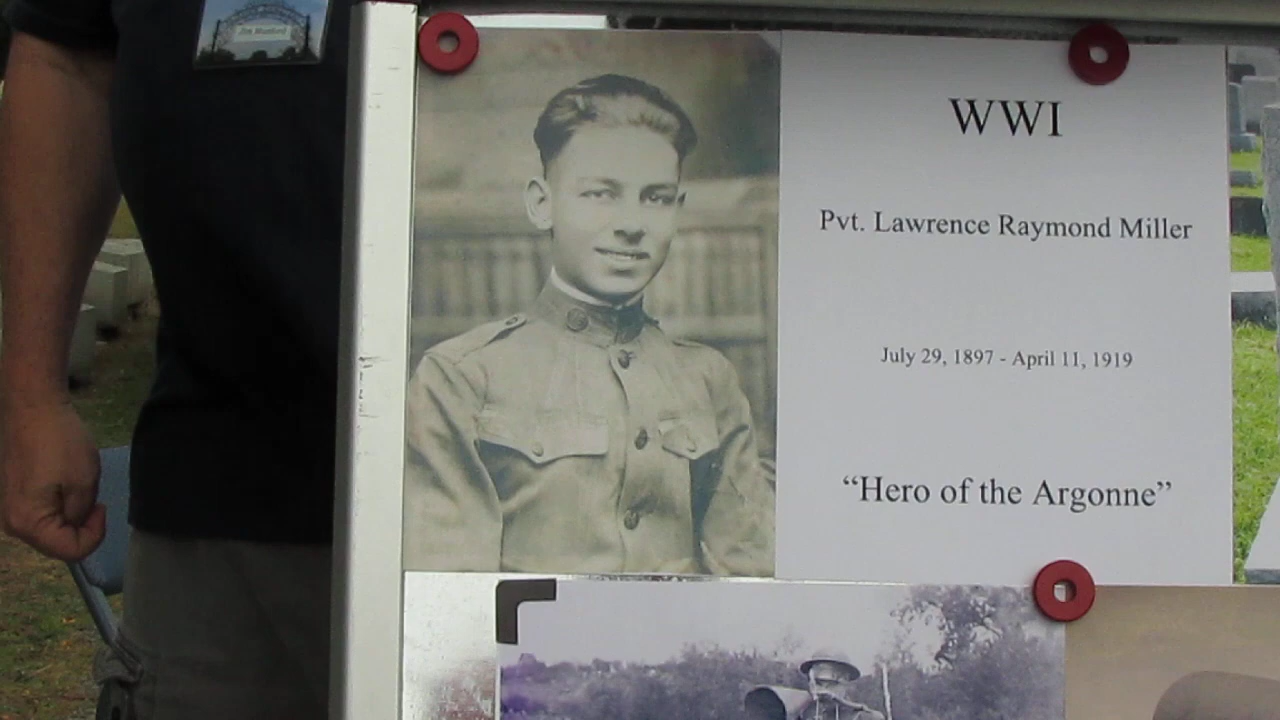 WWI
Pvt. Lawrence Raymond Miller
July 29, 1897 - April 11, 1919
“Hero of the Argonne”